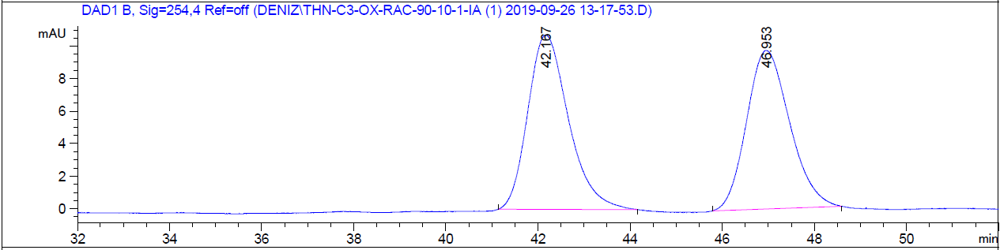 DAD1 B, Sig=254,4 Ref=off (DENIZ\THN-C3-OX-RAC-90-10-1-IA (1) 2019-09-26 13-17-53.D)
mAU
42.167
46.953
8
6
4
2
0
32 34 36 38 40 42 44 46 48 50 min